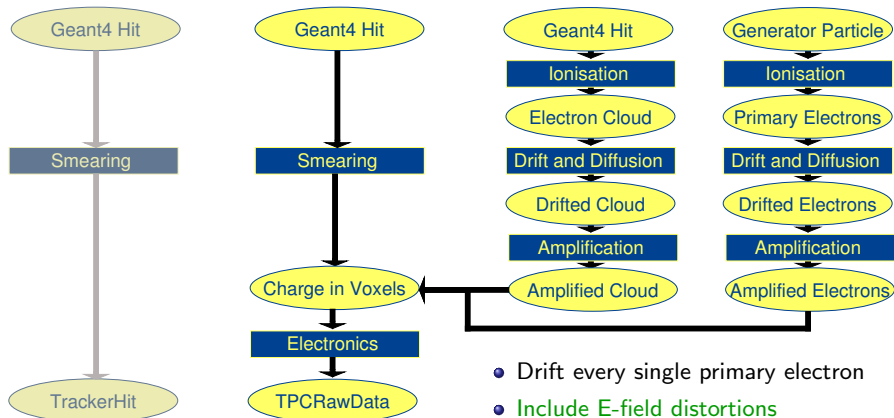 Geant4 Hit
Geant4 Hit
Geant4 Hit
Generator Particle
Ionisation
Ionisation
Electron Cloud
Primary Electrons
Smearing
Smearing
Drift and Diffusion
Drift and Diffusion
Drifted Cloud
Drifted Electrons
Amplification
Amplification
Charge in Voxels
Amplified Cloud
Amplified Electrons
Electronics
TrackerHit
TPCRawData
Drift every single primary electron
Include E-field distortions